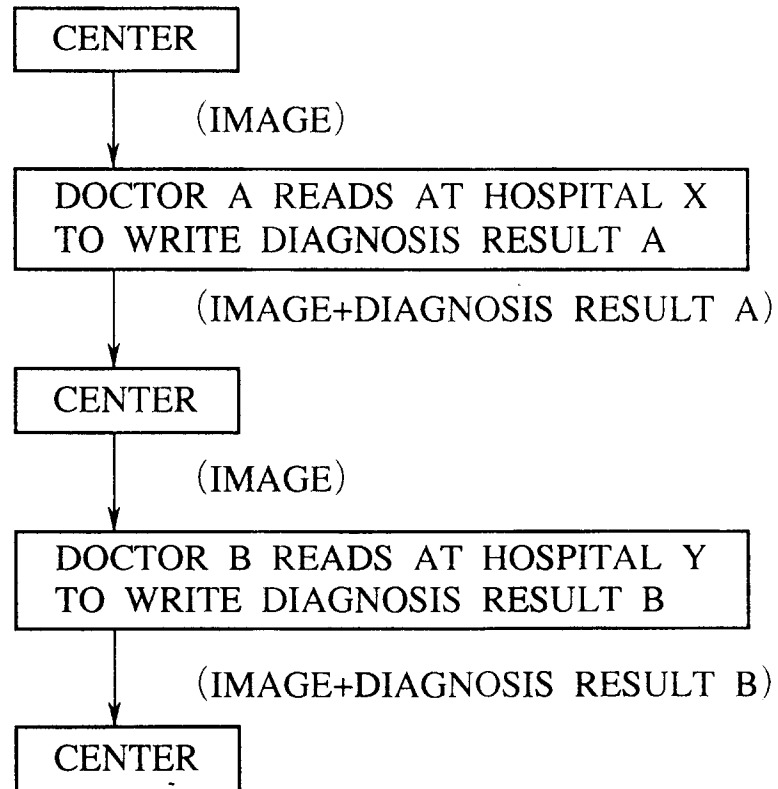 CENTER
(IMAGE)
DOCTOR A READS AT HOSPITAL X
TO WRITE DIAGNOSIS RESULT A
(IMAGE+DIAGNOSIS RESULT A)
CENTER
(IMAGE)
DOCTOR B READS AT HOSPITAL Y
TO WRITE DIAGNOSIS RESULT B
(IMAGE+DIAGNOSIS RESULT B)
CENTER